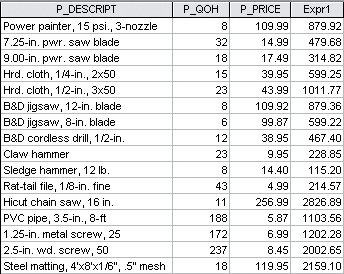 P_DESCRIPT P_QOH P_PRICE Expr1
Power painter, 15 psi., 3-nozzle 8 109.99 879.92
7.25-in. pwr. saw blade 32 14.99 479.68
9.00-in. pwr. saw blade 18 17.49 314.82
Hrd. cloth, 1/4-in., 2x50 15 39.95 599.25
Hrd. cloth, 1/2-in., 3x50 23 43.99 1011.77
B&D jigsaw, 12-in. blade 8 109.92 879.36
B&D jigsaw, 8-in. blade 6 99.87 599.22
B&D cordless drill, 1/2-in. 12 38.95 467.40
Claw hammer 23 9.95 228.85
Sledge hammer, 12 lb. 8 14.40 115.20
Rat-tail file, 1/8-in. fine 43 4.99 214.57
Hicut chain saw, 16 in. 11 256.99 2826.89
PVC pipe, 3.5-in., 8-ft 188 5.87 1103.56
1.25-in. metal screw, 25 172 6.99 1202.28
2.5-in. wd. screw, 50 237 8.45 2002.65
Steel matting, 4'x8'x1/6", .5" mesh 18 119.95 2159.10